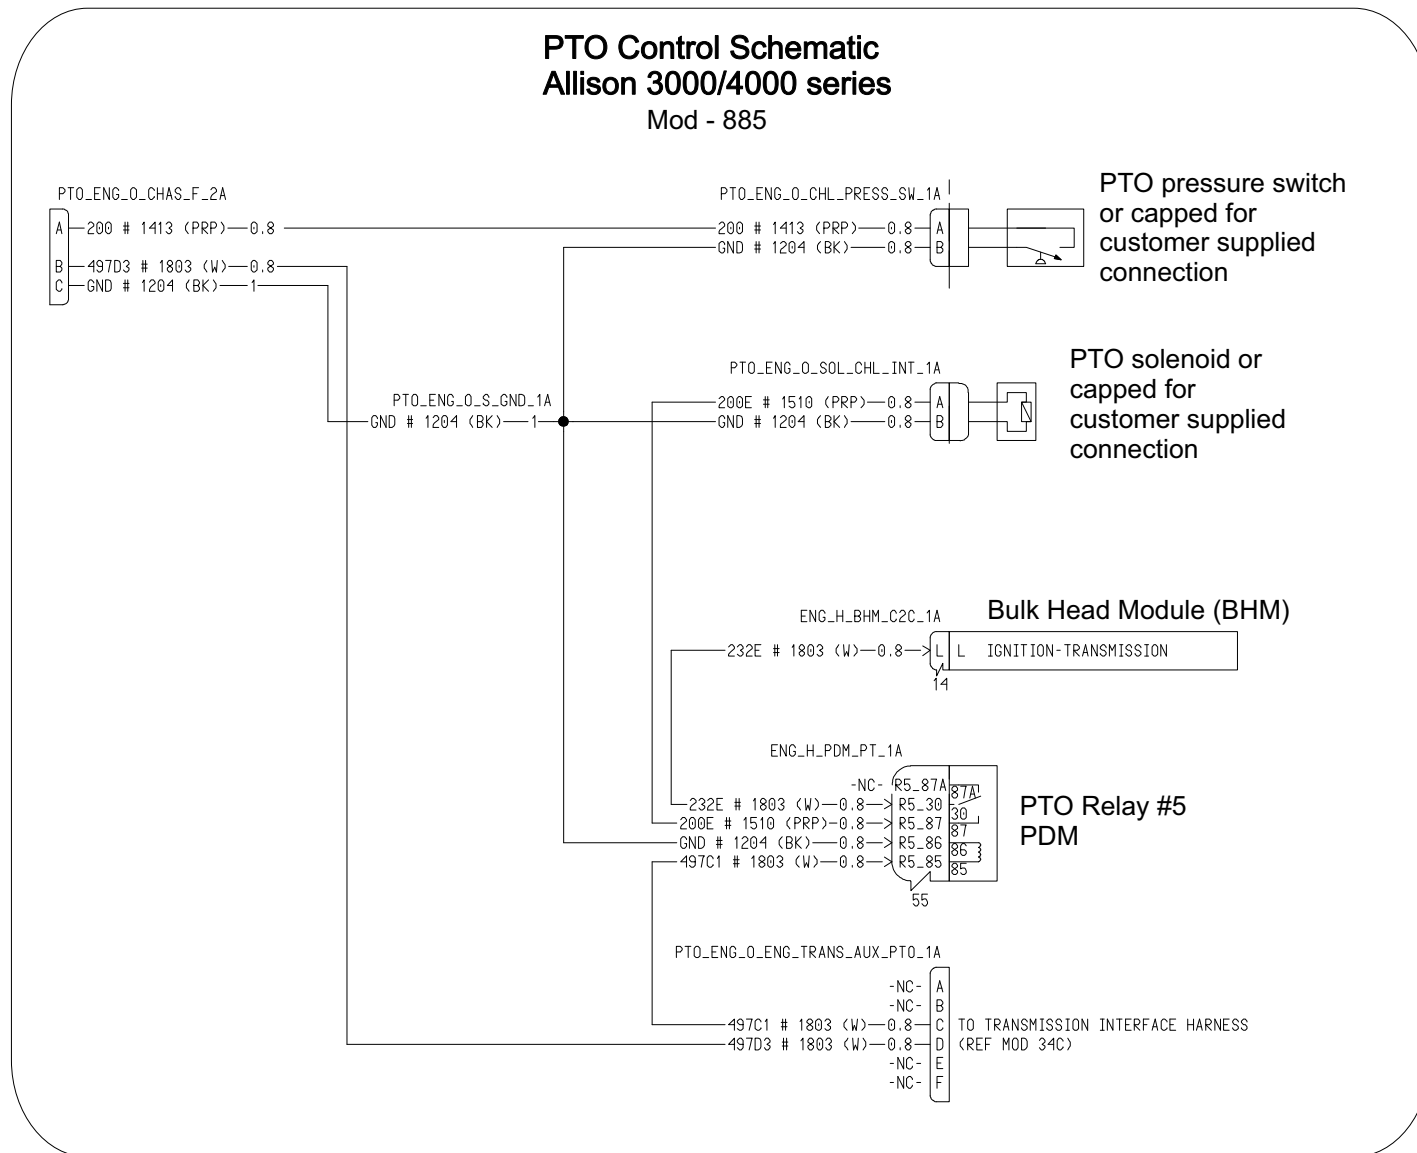 PTO Control Schematic
Allison 3000/4000 series
Mod - 885
PTO_ENG_O_CHAS_F_2A
A 200 # 1413 (PRP) 0.8
B 497D3 # 1803 (W) 0.8
C GND # 1204 (BK) 1
PTO_ENG_O_CHL_PRESS_SW_1A
200 # 1413 (PRP) 0.8 A
GND # 1204 (BK) 0.8 B
PTO pressure switch
or capped for
customer supplied
connection
PTO_ENG_O_SOL_CHL_INT_1A
200E # 1510 (PRP) 0.8 A
GND # 1204 (BK) 0.8 B
PTO solenoid or
capped for
customer supplied
connection
PTO_ENG_O_S_GND_1A
GND # 1204 (BK) 1
ENG_H_BHM_C2C_1A
Bulk Head Module (BHM)
232E # 1803 (W) 0.8 L L IGNITION-TRANSMISSION
14
ENG_H_PDM_PT_1A
-NC- R5_87A 87A
232E # 1803 (W) 0.8 R5_30 30
200E # 1510 (PRP) 0.8 R5_87 87
GND # 1204 (BK) 0.8 R5_86 86
497C1 # 1803 (W) 0.8 R5_85 85
55
PTO Relay #5
PDM
PTO_ENG_O_ENG_TRANS_AUX_PTO_1A
-NC- A
-NC- B
497C1 # 1803 (W) 0.8 C TO TRANSMISSION INTERFACE HARNESS
497D3 # 1803 (W) 0.8 D (REF MOD 34C)
-NC- E
-NC- F